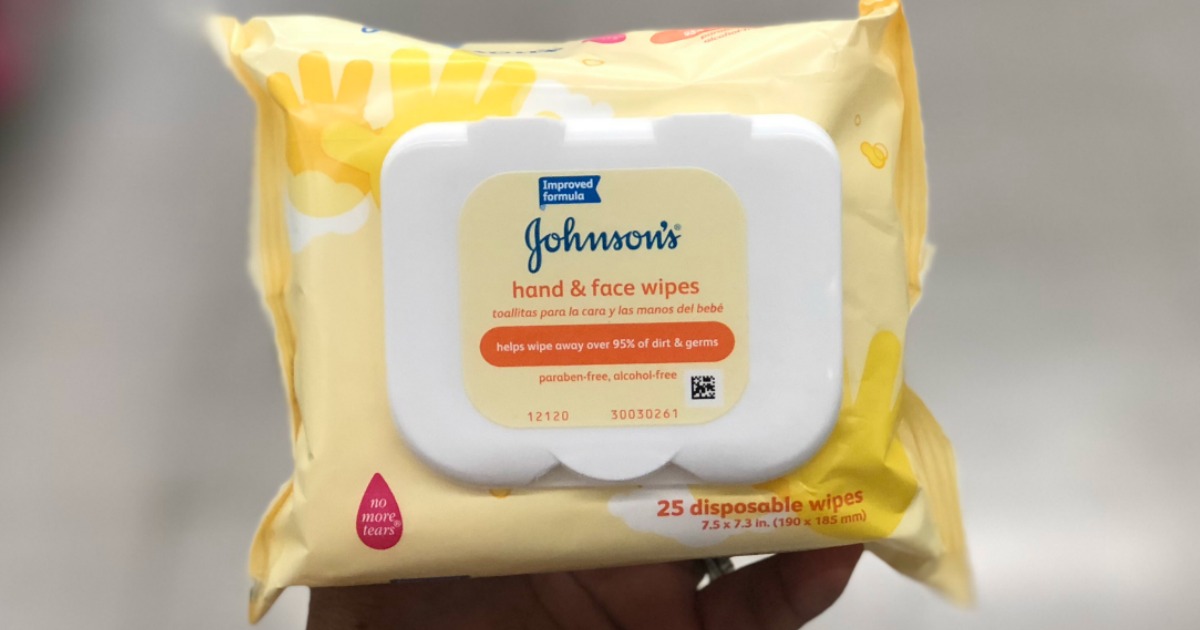 Improved
formula
Johnson's®
hand & face wipes
toallitas para la cara y las manos del bebé
helps wipe away over 95% of dirt & germs
paraben-free, alcohol-free
12120 30030261
no
more
tears®
25 disposable wipes
7.5 x 7.3 in. (190 x 185 mm)